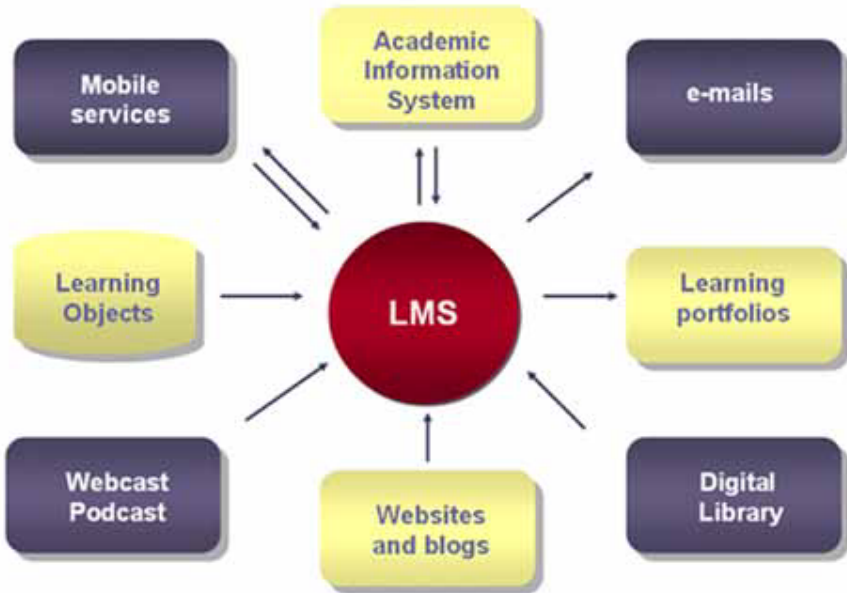 Mobile
services
Academic
Information
System
e-mails
Learning
Objects
LMS
Learning
portfolios
Webcast
Podcast
Websites
and blogs
Digital
Library